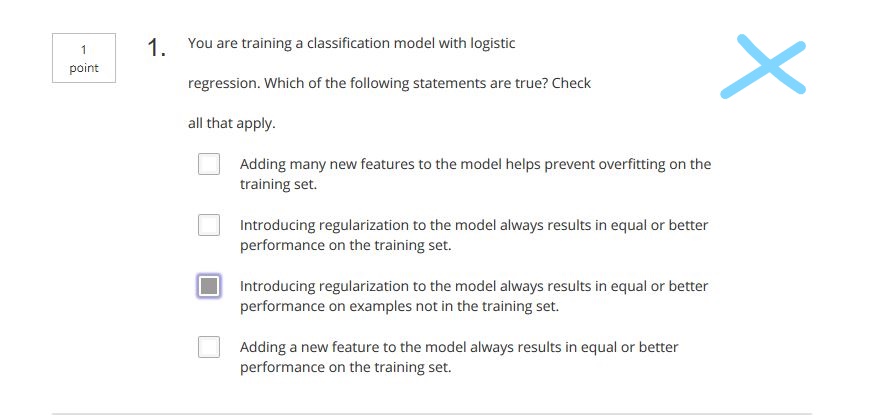 1
point
1.
You are training a classification model with logistic
regression. Which of the following statements are true? Check
all that apply.
Adding many new features to the model helps prevent overfitting on the
training set.
Introducing regularization to the model always results in equal or better
performance on the training set.
Introducing regularization to the model always results in equal or better
performance on examples not in the training set.
Adding a new feature to the model always results in equal or better
performance on the training set.